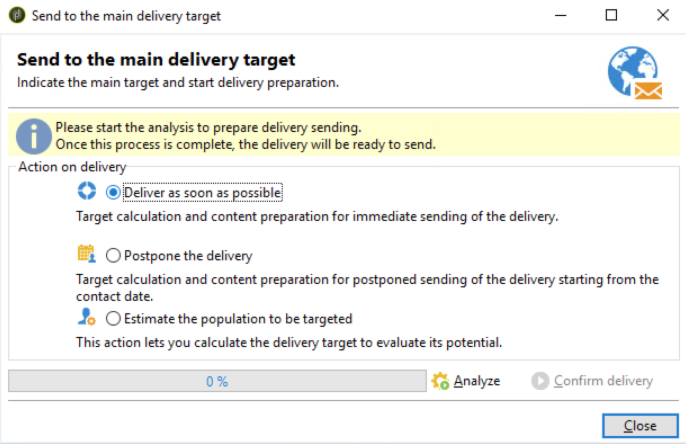 Send to the main delivery target
Send to the main delivery target
Indicate the main target and start delivery preparation.
Please start the analysis to prepare delivery sending.
Once this process is complete, the delivery will be ready to send.
Action on delivery
Deliver as soon as possible
Target calculation and content preparation for immediate sending of the delivery.
Postpone the delivery
Target calculation and content preparation for postponed sending of the delivery starting from the
contact date.
Estimate the population to be targeted
This action lets you calculate the delivery target to evaluate its potential.
0 % Analyze Confirm delivery
Close